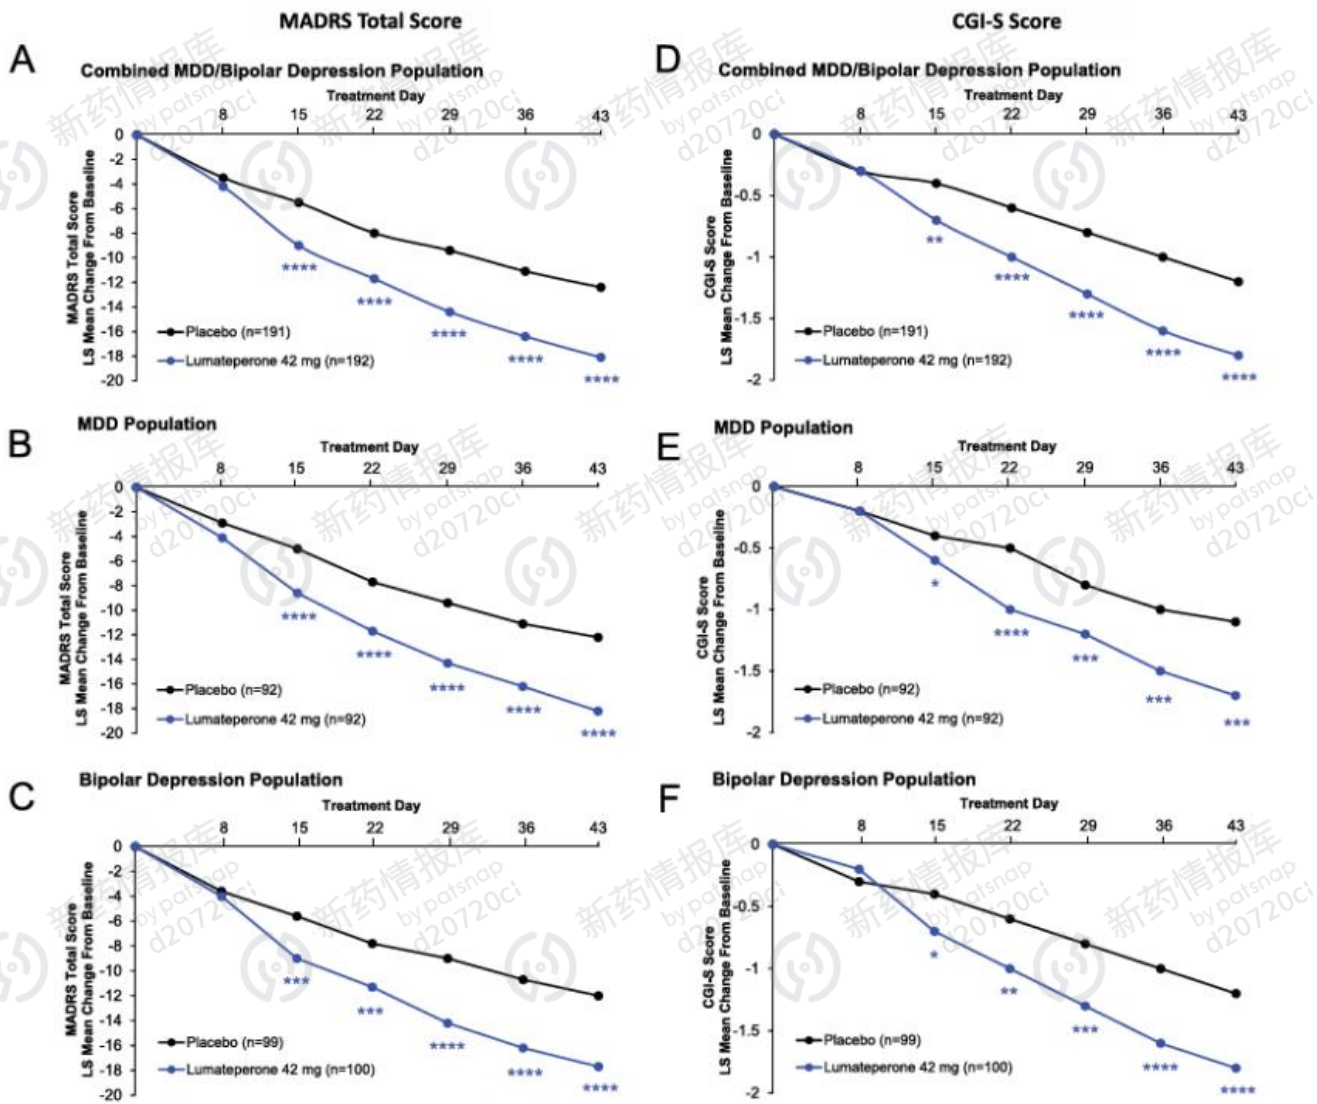 MADRS Total Score
CGI-S Score
A
Combined MDD/Bipolar Depression Population
Treatment Day
8 15 22 29 36 43
0
-2
-4
-6
-8
-10
-12
-14
-16
-18
-20
MADRS Total Score
LS Mean Change From Baseline
**** **** **** **** ****
Placebo (n=191)
Lumateperone 42 mg (n=192)
D
Combined MDD/Bipolar Depression Population
Treatment Day
8 15 22 29 36 43
0
-0.5
-1
-1.5
-2
CGI-S Score
LS Mean Change From Baseline
** **** **** **** ****
Placebo (n=191)
Lumateperone 42 mg (n=192)
B
MDD Population
Treatment Day
8 15 22 29 36 43
0
-2
-4
-6
-8
-10
-12
-14
-16
-18
-20
MADRS Total Score
LS Mean Change From Baseline
**** **** **** **** ****
Placebo (n=92)
Lumateperone 42 mg (n=92)
E
MDD Population
Treatment Day
8 15 22 29 36 43
0
-0.5
-1
-1.5
-2
CGI-S Score
LS Mean Change From Baseline
* **** *** *** ***
Placebo (n=92)
Lumateperone 42 mg (n=92)
C
Bipolar Depression Population
Treatment Day
8 15 22 29 36 43
0
-2
-4
-6
-8
-10
-12
-14
-16
-18
-20
MADRS Total Score
LS Mean Change From Baseline
*** *** **** **** ****
Placebo (n=99)
Lumateperone 42 mg (n=100)
F
Bipolar Depression Population
Treatment Day
8 15 22 29 36 43
0
-0.5
-1
-1.5
-2
CGI-S Score
LS Mean Change From Baseline
* ** *** **** ****
Placebo (n=99)
Lumateperone 42 mg (n=100)
新药情报库
by patsnap
d20720ci